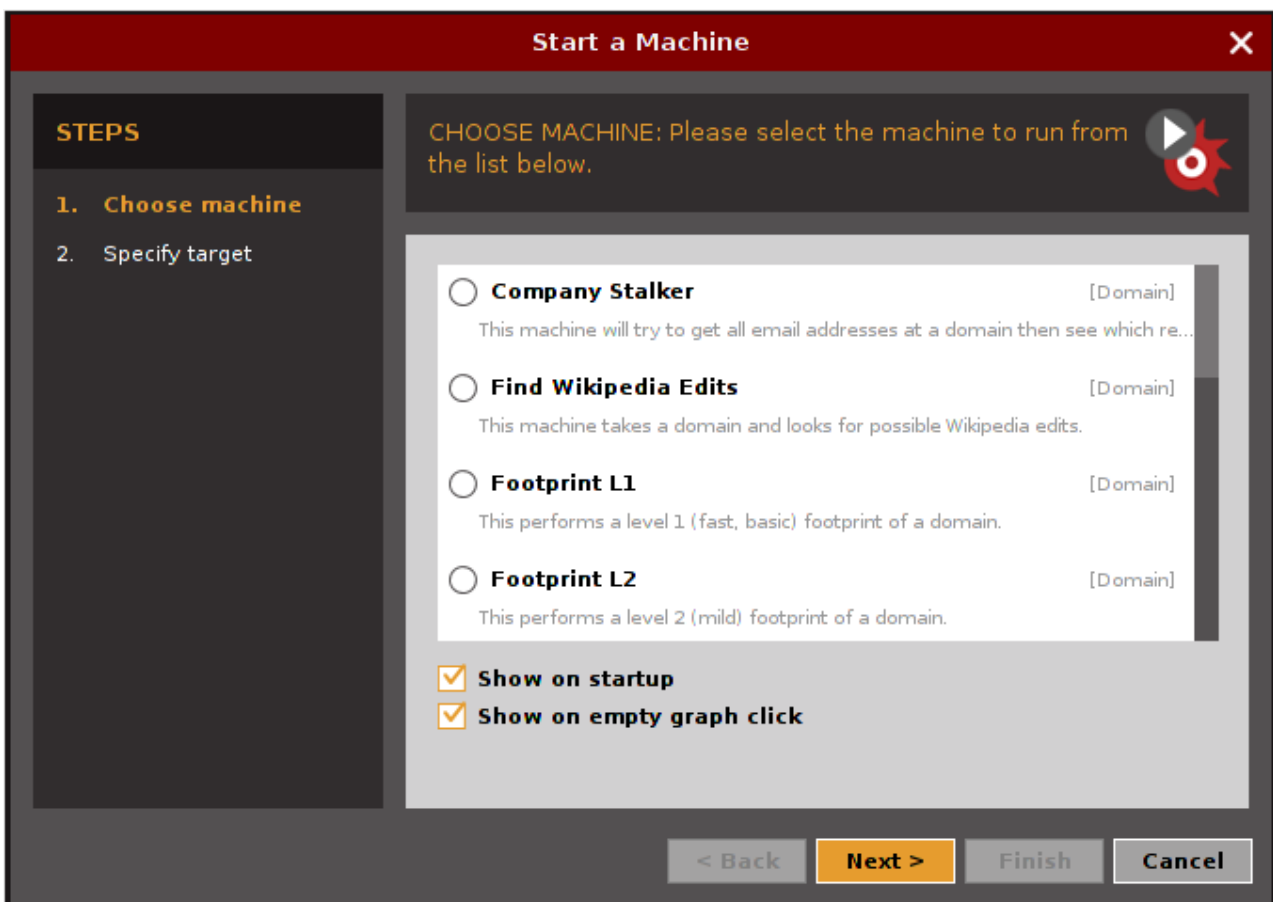 Start a Machine
STEPS
1. Choose machine
2. Specify target
CHOOSE MACHINE: Please select the machine to run from
the list below.
Company Stalker [Domain]
This machine will try to get all email addresses at a domain then see which re...
Find Wikipedia Edits [Domain]
This machine takes a domain and looks for possible Wikipedia edits.
Footprint L1 [Domain]
This performs a level 1 (fast, basic) footprint of a domain.
Footprint L2 [Domain]
This performs a level 2 (mild) footprint of a domain.
Show on startup
Show on empty graph click
< Back Next > Finish Cancel